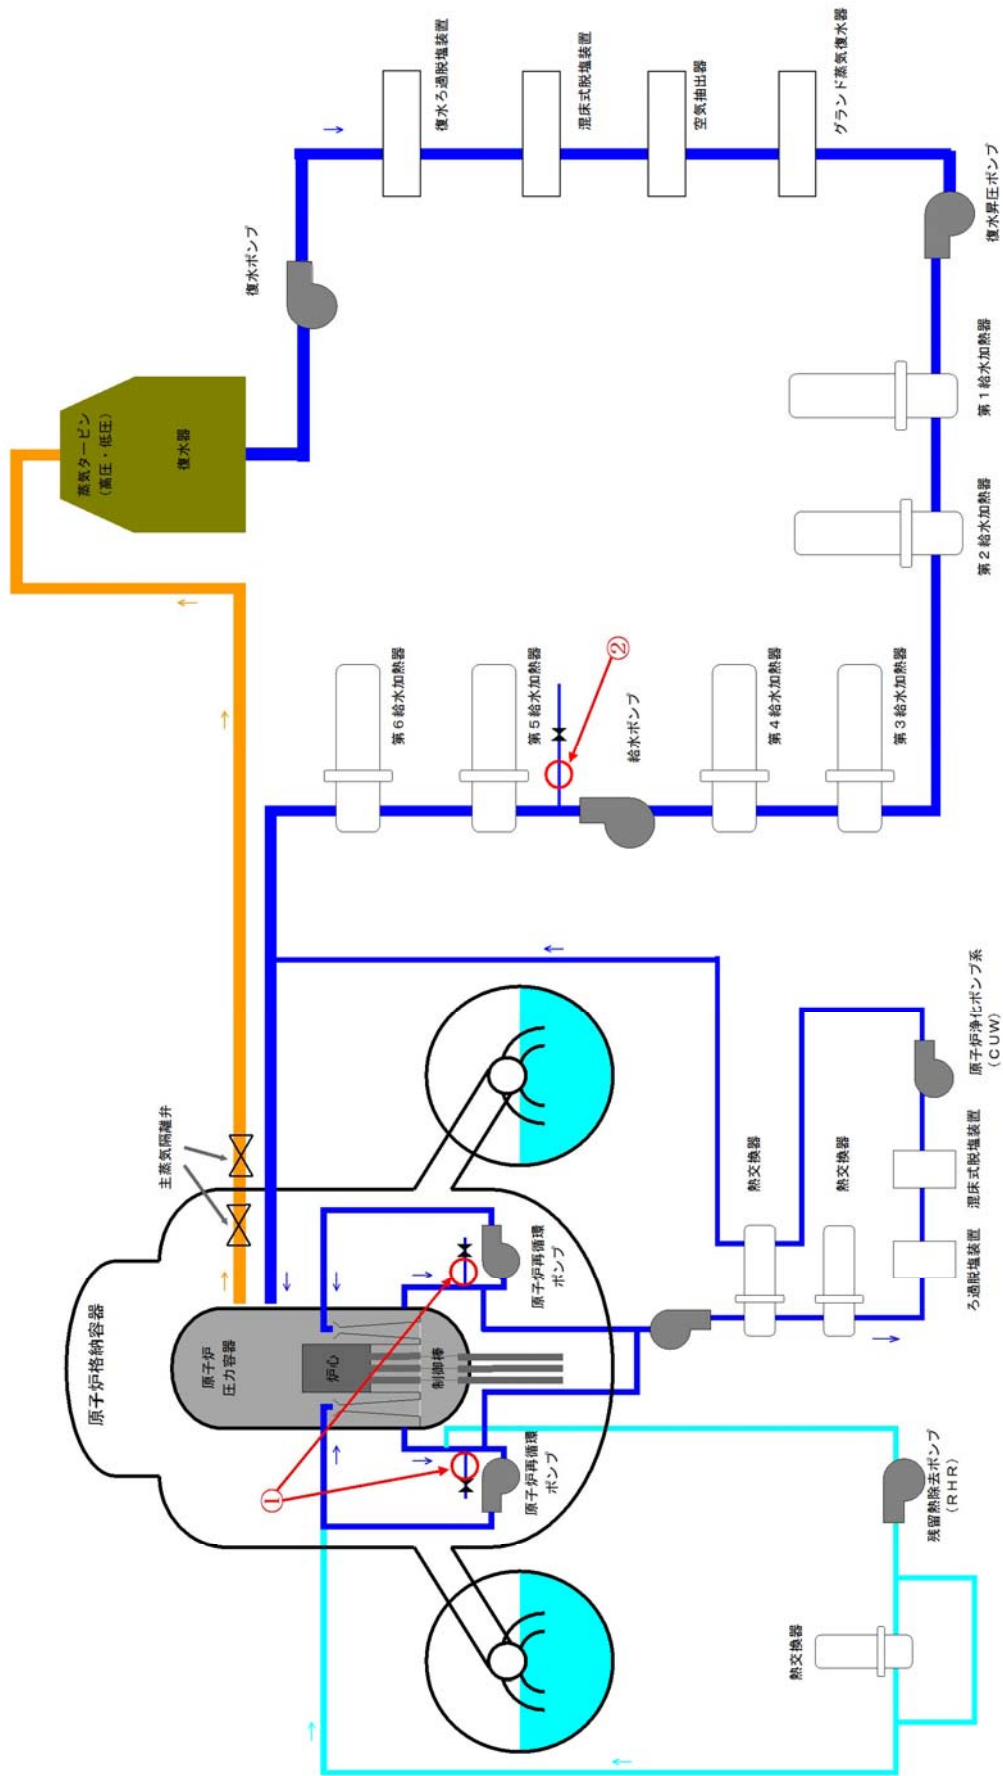 原子炉格納容器
主蒸気隔離弁
蒸気タービン
(高圧・低圧)
復水器
復水ポンプ
復水ろ過脱塩装置
混床式脱塩装置
空気抽出器
グランド蒸気復水器
復水昇圧ポンプ
第1給水加熱器
第2給水加熱器
第3給水加熱器
第4給水加熱器
給水ポンプ
②
第5給水加熱器
第6給水加熱器
原子炉
圧力容器
炉心
制御棒
①
原子炉再循環
ポンプ
原子炉再循環
ポンプ
熱交換器
熱交換器
ろ過脱塩装置
混床式脱塩装置
原子炉浄化ポンプ系
(CUW)
残留熱除去ポンプ
(RHR)
熱交換器